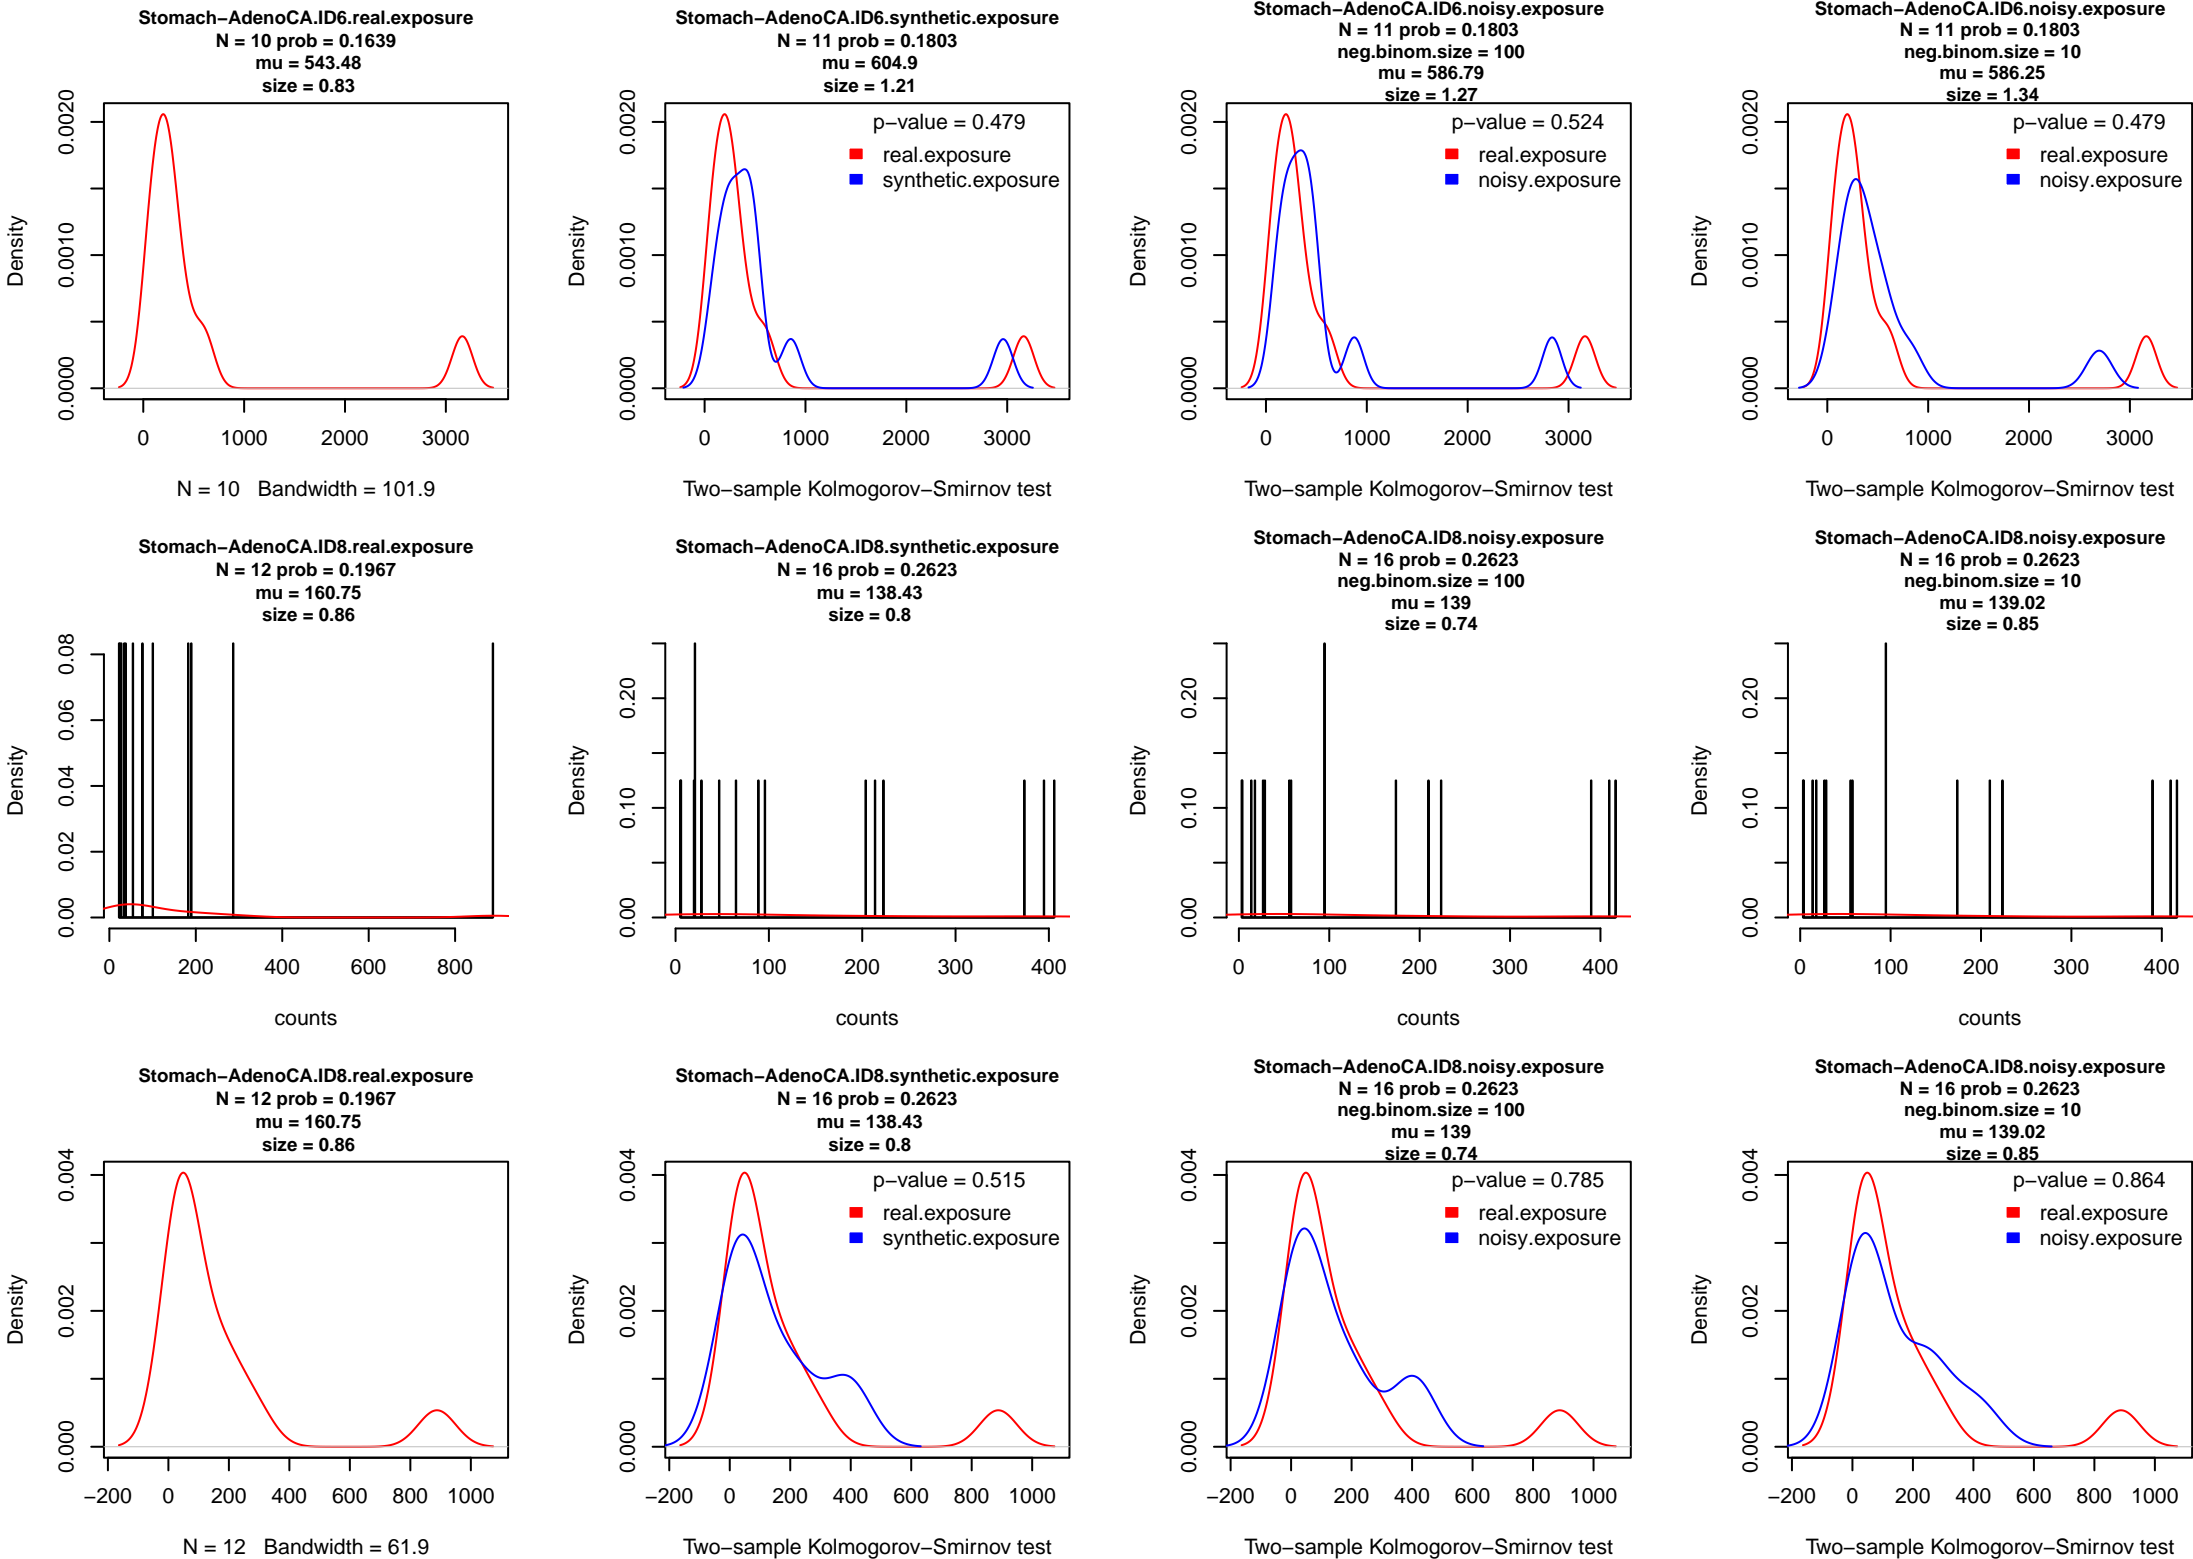 Stomach−AdenoCA.ID6.real.exposure
N = 10 prob = 0.1639
mu = 543.48
size = 0.83
Density
0.0000 0.0010 0.0020
0 1000 2000 3000
N = 10 Bandwidth = 101.9
Stomach−AdenoCA.ID6.synthetic.exposure
N = 11 prob = 0.1803
mu = 604.9
size = 1.21
p−value = 0.479
real.exposure
synthetic.exposure
Density
0.0000 0.0010 0.0020
0 1000 2000 3000
Two−sample Kolmogorov−Smirnov test
Stomach−AdenoCA.ID6.noisy.exposure
N = 11 prob = 0.1803
neg.binom.size = 100
mu = 586.79
size = 1.27
p−value = 0.524
real.exposure
noisy.exposure
Density
0.0000 0.0010 0.0020
0 1000 2000 3000
Two−sample Kolmogorov−Smirnov test
Stomach−AdenoCA.ID6.noisy.exposure
N = 11 prob = 0.1803
neg.binom.size = 10
mu = 586.25
size = 1.34
p−value = 0.479
real.exposure
noisy.exposure
Density
0.0000 0.0010 0.0020
0 1000 2000 3000
Two−sample Kolmogorov−Smirnov test
Stomach−AdenoCA.ID8.real.exposure
N = 12 prob = 0.1967
mu = 160.75
size = 0.86
Density
0.00 0.02 0.04 0.06 0.08
0 200 400 600 800
counts
Stomach−AdenoCA.ID8.synthetic.exposure
N = 16 prob = 0.2623
mu = 138.43
size = 0.8
Density
0.00 0.10 0.20
0 100 200 300 400
counts
Stomach−AdenoCA.ID8.noisy.exposure
N = 16 prob = 0.2623
neg.binom.size = 100
mu = 139
size = 0.74
Density
0.00 0.10 0.20
0 100 200 300 400
counts
Stomach−AdenoCA.ID8.noisy.exposure
N = 16 prob = 0.2623
neg.binom.size = 10
mu = 139.02
size = 0.85
Density
0.00 0.10 0.20
0 100 200 300 400
counts
Stomach−AdenoCA.ID8.real.exposure
N = 12 prob = 0.1967
mu = 160.75
size = 0.86
Density
0.000 0.002 0.004
−200 0 200 400 600 800 1000
N = 12 Bandwidth = 61.9
Stomach−AdenoCA.ID8.synthetic.exposure
N = 16 prob = 0.2623
mu = 138.43
size = 0.8
p−value = 0.515
real.exposure
synthetic.exposure
Density
0.000 0.002 0.004
−200 0 200 400 600 800 1000
Two−sample Kolmogorov−Smirnov test
Stomach−AdenoCA.ID8.noisy.exposure
N = 16 prob = 0.2623
neg.binom.size = 100
mu = 139
size = 0.74
p−value = 0.785
real.exposure
noisy.exposure
Density
0.000 0.002 0.004
−200 0 200 400 600 800 1000
Two−sample Kolmogorov−Smirnov test
Stomach−AdenoCA.ID8.noisy.exposure
N = 16 prob = 0.2623
neg.binom.size = 10
mu = 139.02
size = 0.85
p−value = 0.864
real.exposure
noisy.exposure
Density
0.000 0.002 0.004
−200 0 200 400 600 800 1000
Two−sample Kolmogorov−Smirnov test